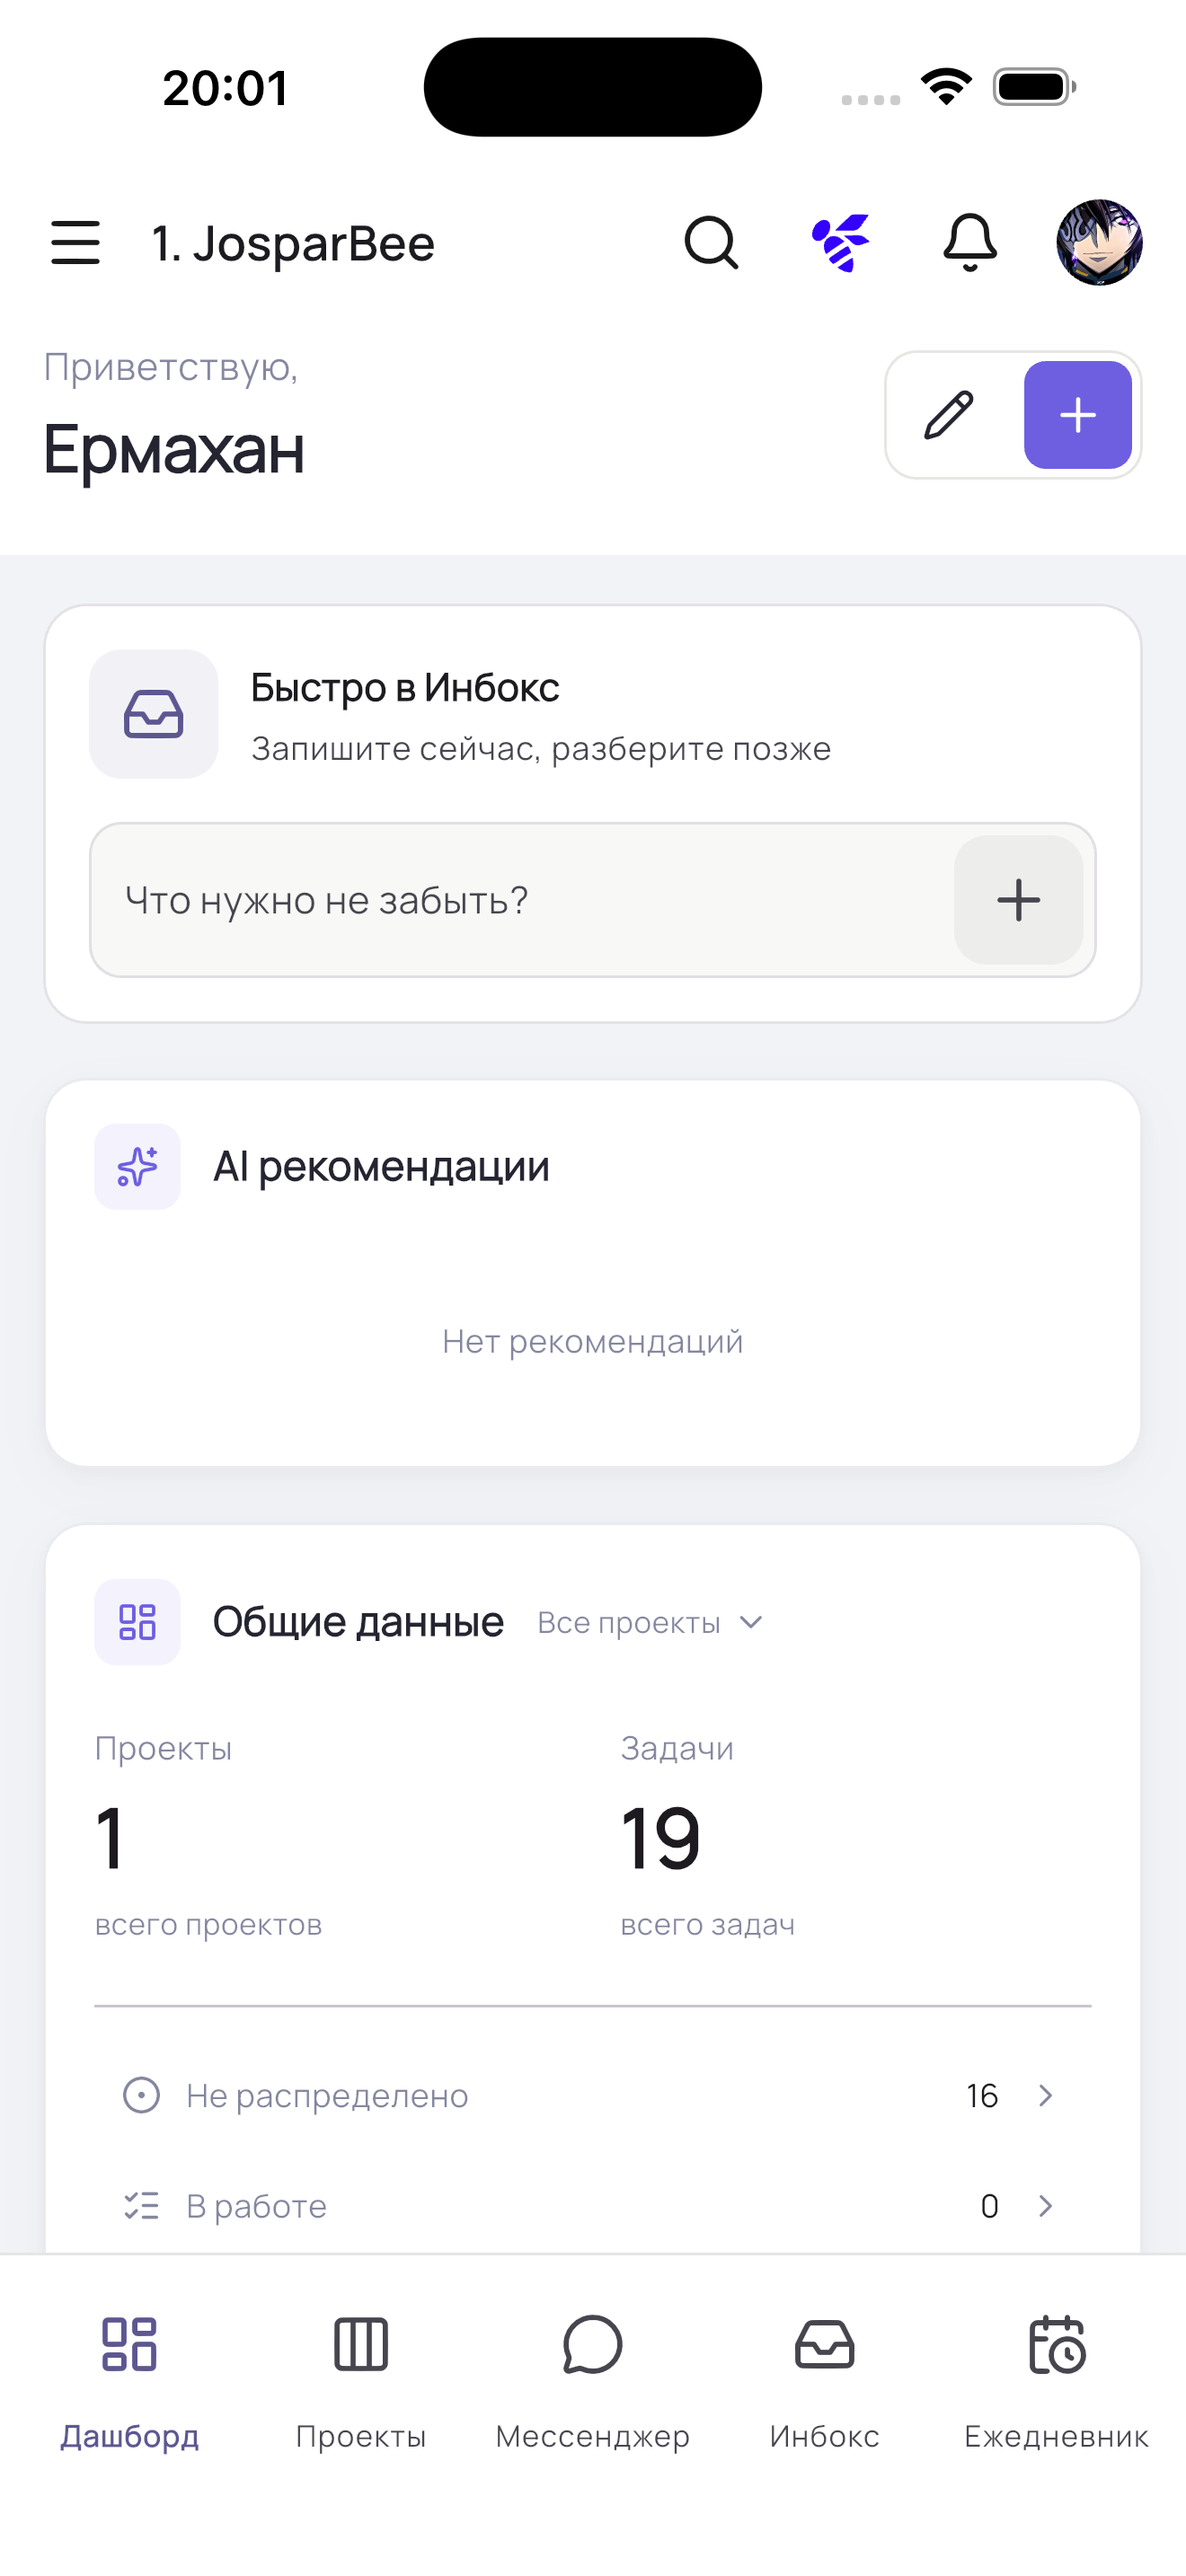 20:01
1. JosparBee
Приветствую,
Ермахан
Быстро в Инбокс
Запишите сейчас, разберите позже
Что нужно не забыть?
AI рекомендации
Нет рекомендаций
Общие данные Все проекты
Проекты Задачи
1 19
всего проектов всего задач
Не распределено 16
В работе 0
Дашборд Проекты Мессенджер Инбокс Ежедневник